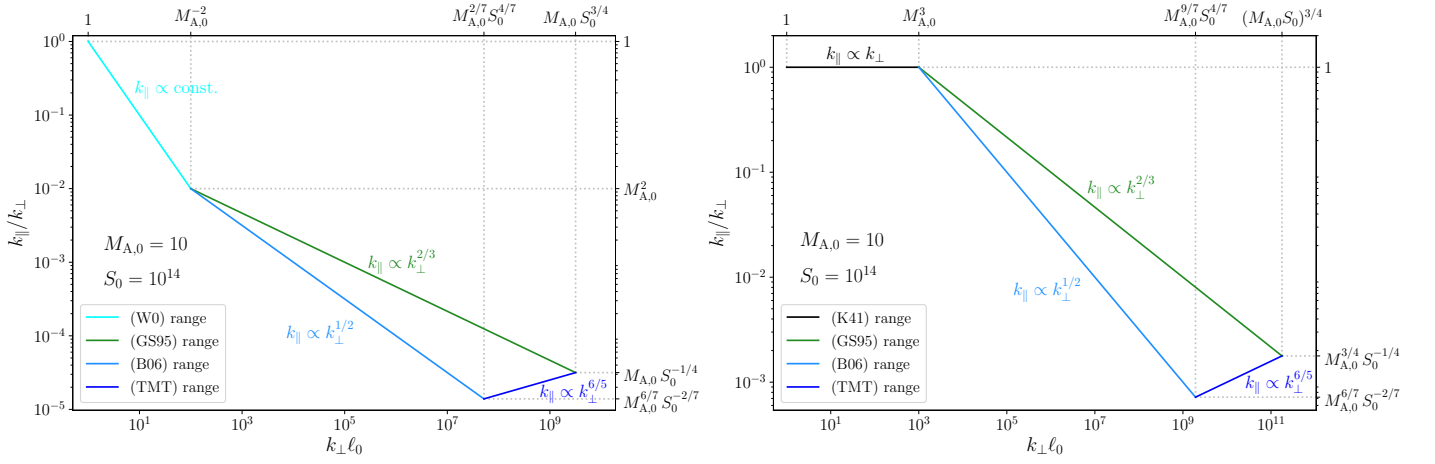 1 M_{A,0}^{-2} M_{A,0}^{2/7} S_0^{4/7} M_{A,0} S_0^{3/4}
10^0
10^{-1}
10^{-2}
10^{-3}
10^{-4}
10^{-5}
k_∥/k_⊥
k_∥ ∝ const.
k_∥ ∝ k_⊥^{2/3}
k_∥ ∝ k_⊥^{1/2}
k_∥ ∝ k_⊥^{6/5}
M_{A,0} = 10
S_0 = 10^{14}
(W0) range
(GS95) range
(B06) range
(TMT) range
1
M_{A,0}^2
M_{A,0} S_0^{-1/4}
M_{A,0}^{6/7} S_0^{-2/7}
10^1 10^3 10^5 10^7 10^9
k_⊥ℓ_0
1 M_{A,0}^3 M_{A,0}^{9/7} S_0^{4/7} (M_{A,0} S_0)^{3/4}
10^0
10^{-1}
10^{-2}
10^{-3}
k_∥/k_⊥
k_∥ ∝ k_⊥
k_∥ ∝ k_⊥^{2/3}
k_∥ ∝ k_⊥^{1/2}
k_∥ ∝ k_⊥^{6/5}
M_{A,0} = 10
S_0 = 10^{14}
(K41) range
(GS95) range
(B06) range
(TMT) range
1
M_{A,0}^{3/4} S_0^{-1/4}
M_{A,0}^{6/7} S_0^{-2/7}
10^1 10^3 10^5 10^7 10^9 10^{11}
k_⊥ℓ_0